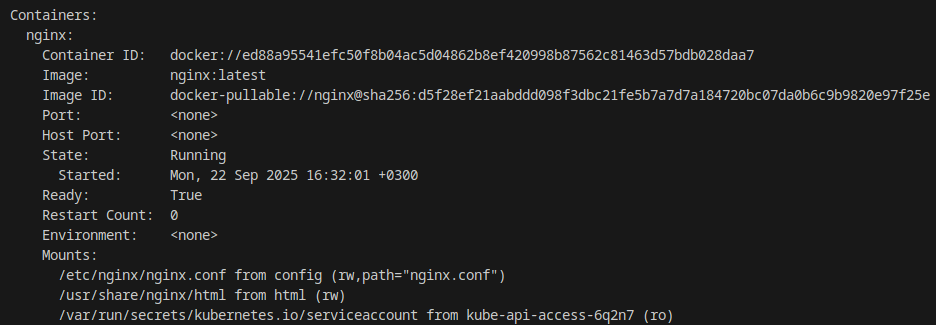 Containers:
  nginx:
    Container ID:   docker://ed88a95541efc50f8b04ac5d04862b8ef420998b87562c81463d57bdb028daa7
    Image:          nginx:latest
    Image ID:       docker-pullable://nginx@sha256:d5f28ef21aabddd098f3dbc21fe5b7a7d7a184720bc07da0b6c9b9820e97f25e
    Port:           <none>
    Host Port:      <none>
    State:          Running
      Started:      Mon, 22 Sep 2025 16:32:01 +0300
    Ready:          True
    Restart Count:  0
    Environment:    <none>
    Mounts:
      /etc/nginx/nginx.conf from config (rw,path="nginx.conf")
      /usr/share/nginx/html from html (rw)
      /var/run/secrets/kubernetes.io/serviceaccount from kube-api-access-6q2n7 (ro)